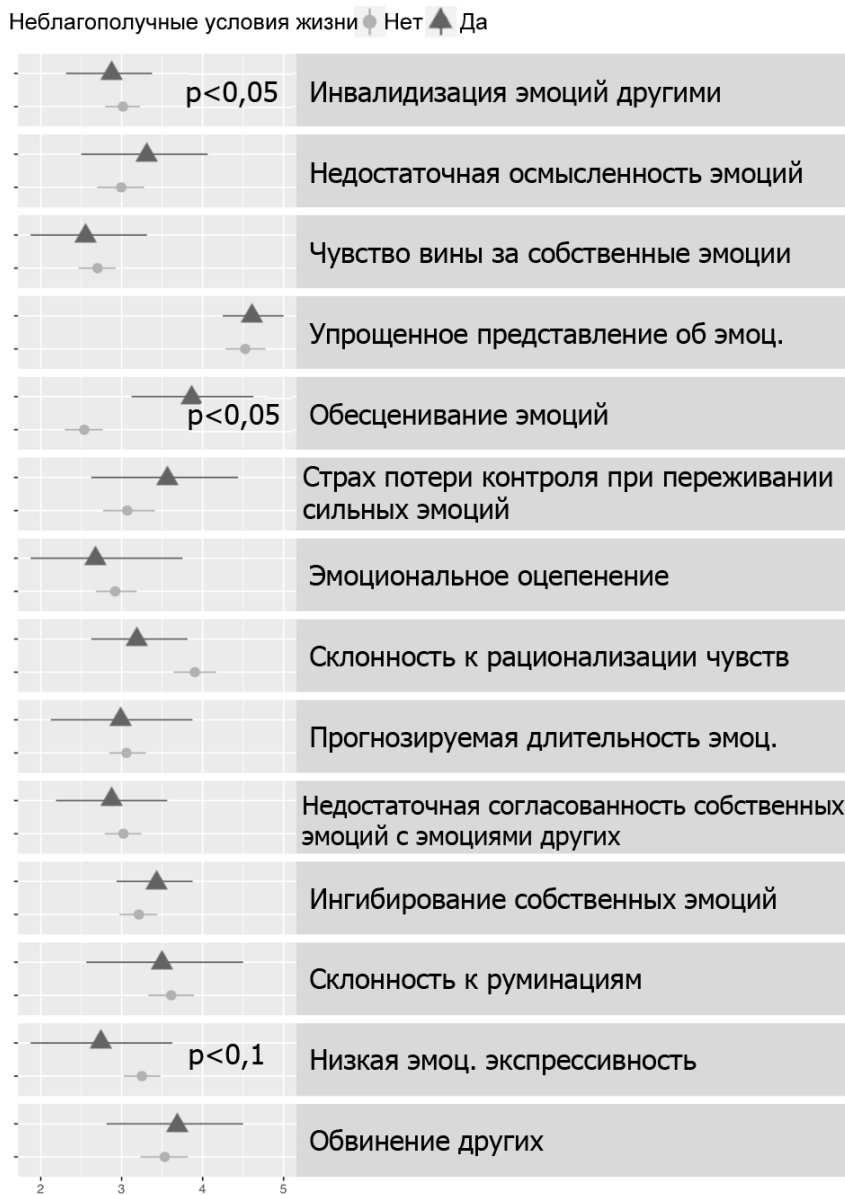 Неблагополучные условия жизни Нет Да
p<0,05 Инвалидизация эмоций другими
Недостаточная осмысленность эмоций
Чувство вины за собственные эмоции
Упрощенное представление об эмоц.
p<0,05 Обесценивание эмоций
Страх потери контроля при переживании
сильных эмоций
Эмоциональное оцепенение
Склонность к рационализации чувств
Прогнозируемая длительность эмоц.
Недостаточная согласованность собственных
эмоций с эмоциями других
Ингибирование собственных эмоций
Склонность к руминациям
p<0,1 Низкая эмоц. экспрессивность
Обвинение других
2 3 4 5